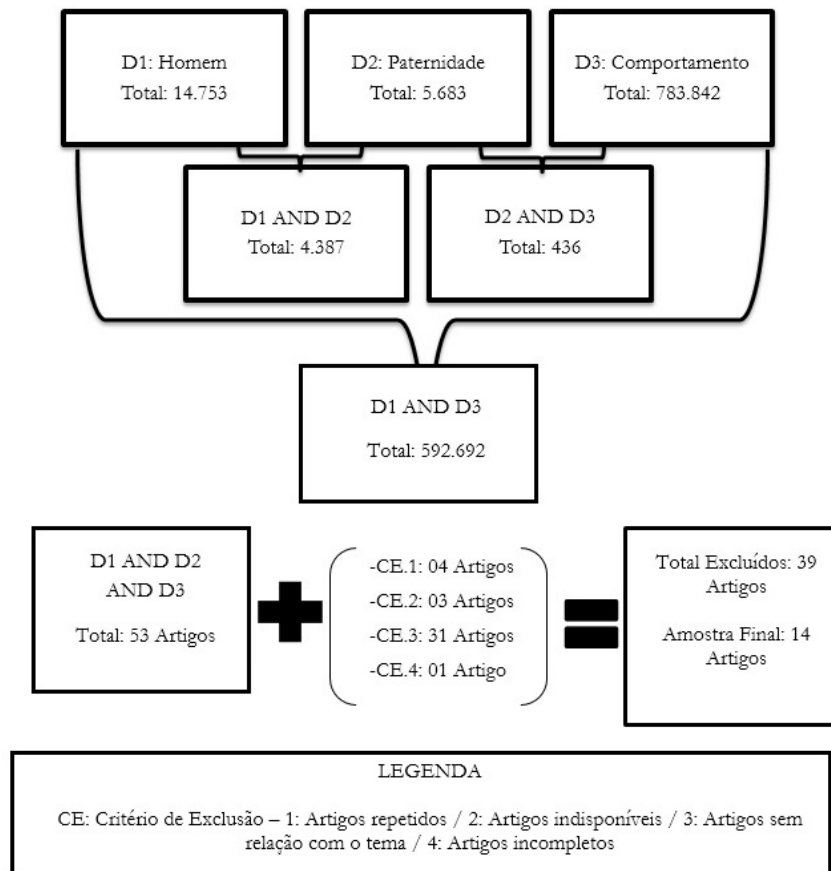 D1: Homem
Total: 14.753
D2: Paternidade
Total: 5.683
D3: Comportamento
Total: 783.842
D1 AND D2
Total: 4.387
D2 AND D3
Total: 436
D1 AND D3
Total: 592.692
D1 AND D2
AND D3
Total: 53 Artigos
-CE.1: 04 Artigos
-CE.2: 03 Artigos
-CE.3: 31 Artigos
-CE.4: 01 Artigo
Total Excluídos: 39
Artigos
Amostra Final: 14
Artigos
LEGENDA
CE: Critério de Exclusão – 1: Artigos repetidos / 2: Artigos indisponíveis / 3: Artigos sem
relação com o tema / 4: Artigos incompletos